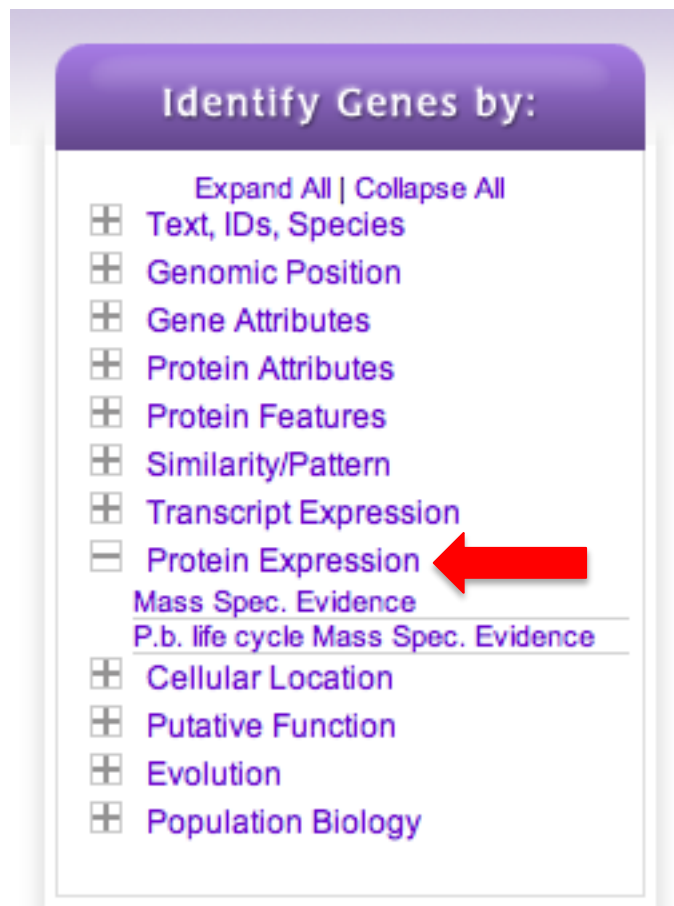 Identify Genes by:
Expand All | Collapse All
Text, IDs, Species
Genomic Position
Gene Attributes
Protein Attributes
Protein Features
Similarity/Pattern
Transcript Expression
Protein Expression
Mass Spec. Evidence
P.b. life cycle Mass Spec. Evidence
Cellular Location
Putative Function
Evolution
Population Biology